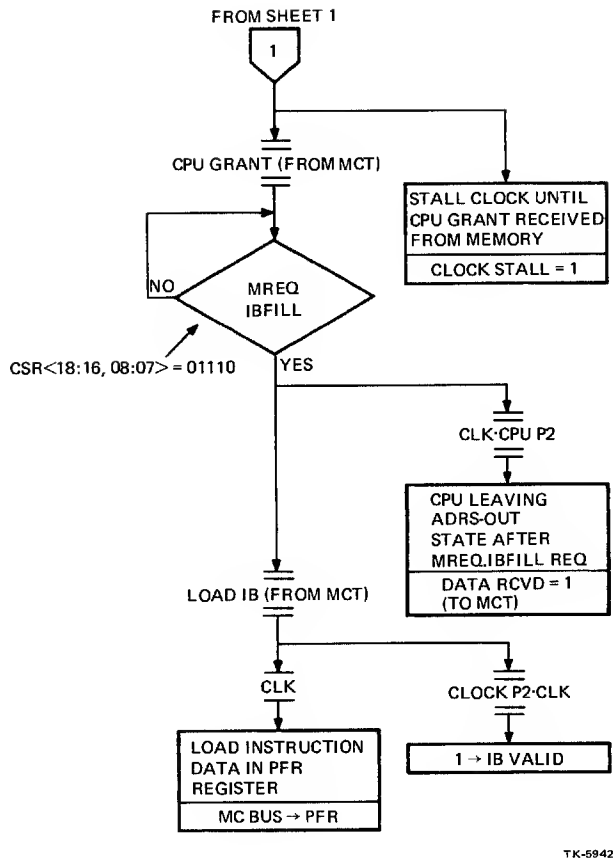 FROM SHEET 1
1
CPU GRANT (FROM MCT)
STALL CLOCK UNTIL
CPU GRANT RECEIVED
FROM MEMORY
CLOCK STALL = 1
NO
MREQ
IBFILL
CSR<18:16, 08:07> = 01110
YES
CLK·CPU P2
CPU LEAVING
ADRS-OUT
STATE AFTER
MREQ.IBFILL REQ
DATA RCVD = 1
(TO MCT)
LOAD IB (FROM MCT)
CLK
CLOCK P2·CLK
LOAD INSTRUCTION
DATA IN PFR
REGISTER
MC BUS → PFR
1 → IB VALID
TK-5942